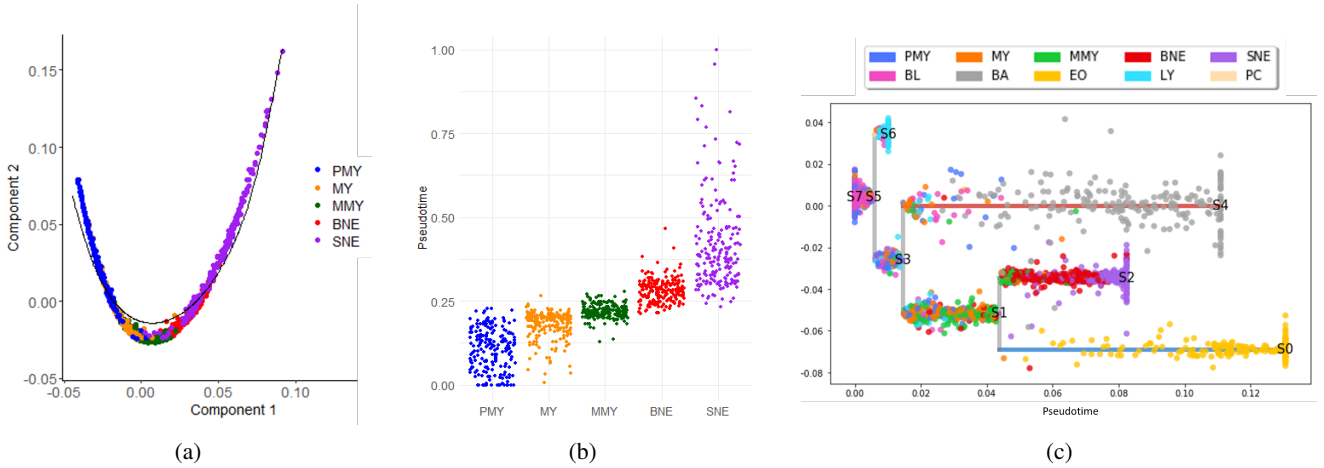 0.15
0.10
0.05
0.00
-0.05
-0.05
0.00
0.05
0.10
Component 2
Component 1
PMY
MY
MMY
BNE
SNE
(a)
1.00
0.75
0.50
0.25
0.00
Pseudotime
PMY MY MMY BNE SNE
(b)
PMY MY MMY BNE SNE
BL BA EO LY PC
0.04
0.02
0.00
-0.02
-0.04
-0.06
-0.08
S6
S7 S5
S4
S3
S2
S1
S0
0.00 0.02 0.04 0.06 0.08 0.10 0.12
Pseudotime
(c)